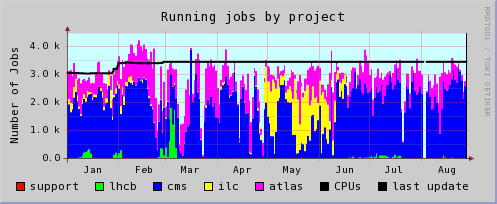 Running jobs by project
RRDTOOL / TOBI OETIKER
Number of Jobs
4.0 k
3.0 k
2.0 k
1.0 k
0.0
Jan Feb Mar Apr May Jun Jul Aug
support lhcb cms ilc atlas CPUs last update